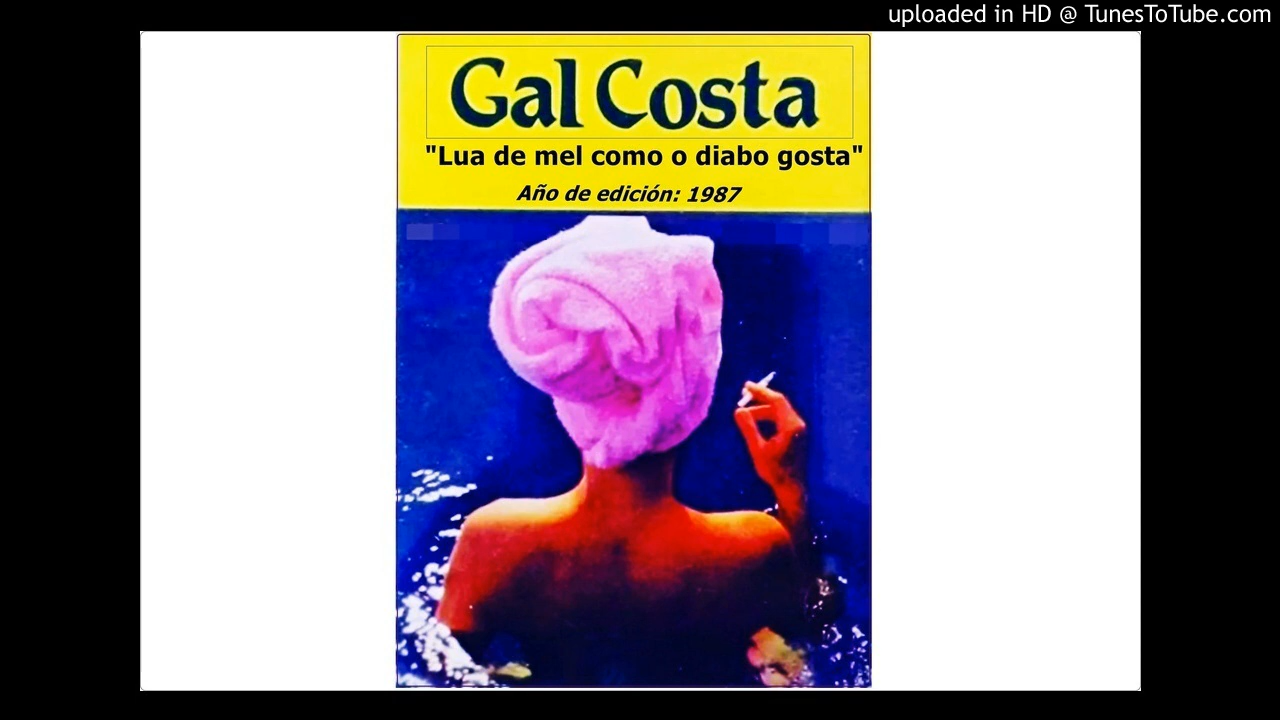 uploaded in HD @ TunesToTube.com
Gal Costa
"Lua de mel como o diabo gosta"
Año de edición: 1987